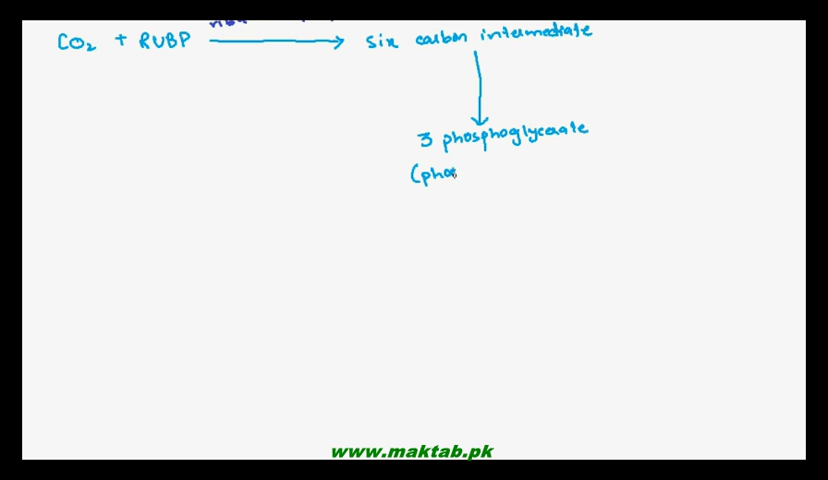 CO₂ + RUBP → six carbon intermediate
3 phosphoglycerate
(pho
www.maktab.pk